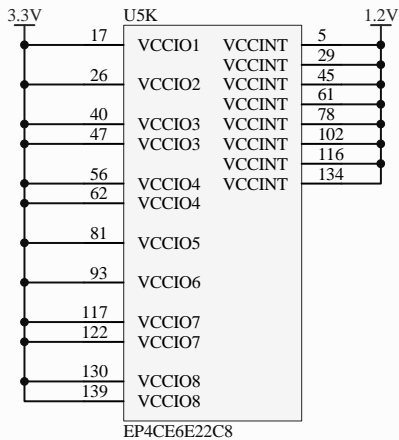 3.3V U5K 1.2V
17 VCCIO1 VCCINT 5
VCCINT 29
26 VCCIO2 VCCINT 45
VCCINT 61
40 VCCIO3 VCCINT 78
47 VCCIO3 VCCINT 102
VCCINT 116
56 VCCIO4 VCCINT 134
62 VCCIO4
81 VCCIO5
93 VCCIO6
117 VCCIO7
122 VCCIO7
130 VCCIO8
139 VCCIO8
EP4CE6E22C8